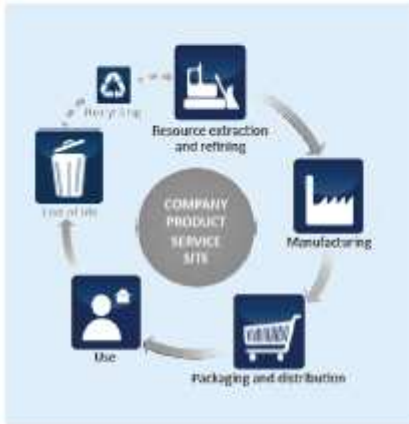 Recycling
Resource extraction
and refining
Manufacturing
Packaging and distribution
Use
End of life
COMPANY
PRODUCT
SERVICE
SITE